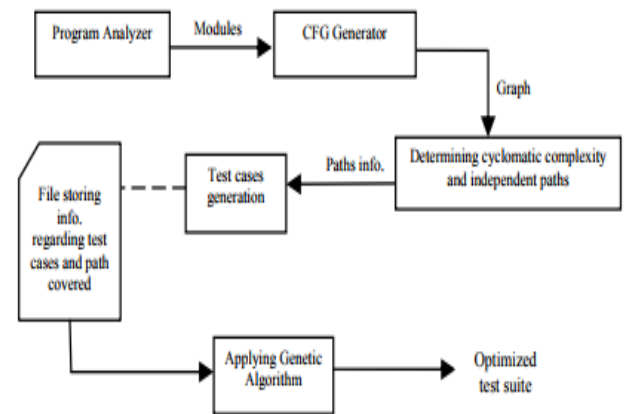 Program Analyzer
Modules
CFG Generator
Graph
Determining cyclomatic complexity
and independent paths
Paths info.
Test cases
generation
File storing
info.
regarding test
cases and path
covered
Applying Genetic
Algorithm
Optimized
test suite